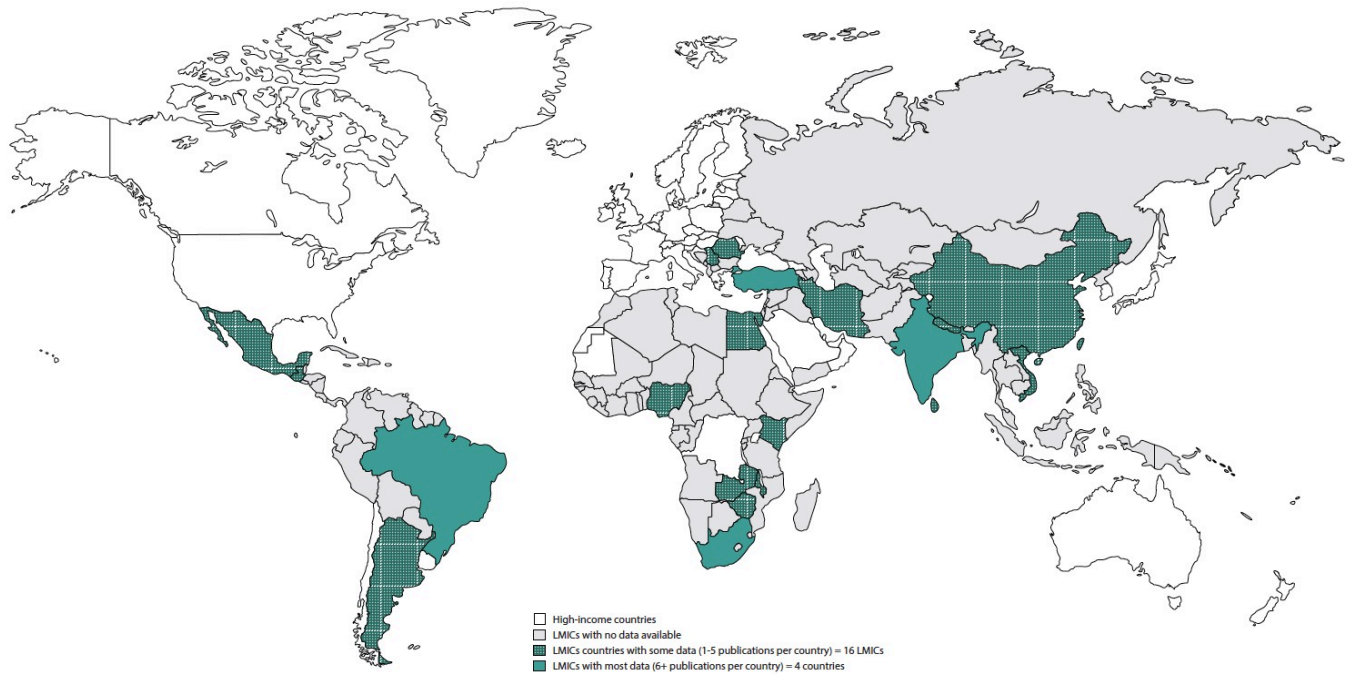 High-income countries
LMICs with no data available
LMICs countries with some data (1-5 publications per country) = 16 LMICs
LMICs with most data (6+ publications per country) = 4 countries